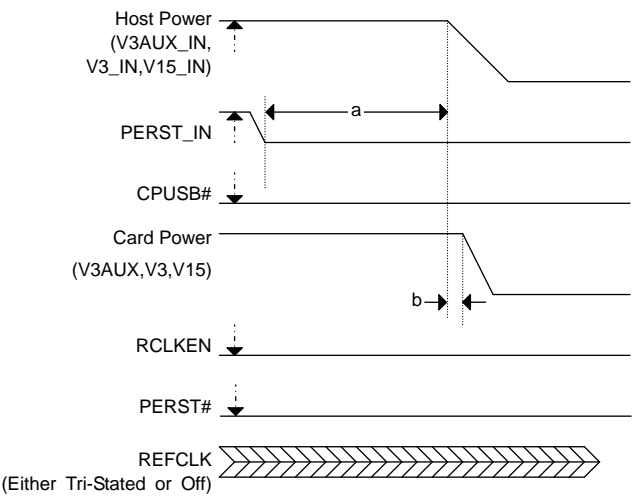 Host Power
(V3AUX_IN,
V3_IN,V15_IN)
a
PERST_IN
CPUSB#
Card Power
(V3AUX,V3,V15)
b
RCLKEN
PERST#
REFCLK
(Either Tri-Stated or Off)